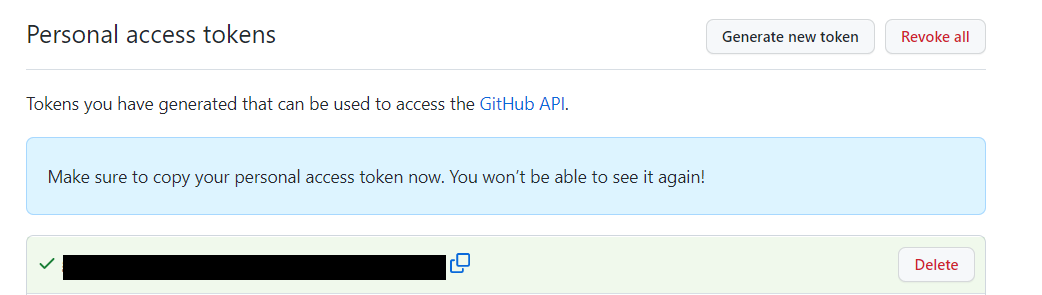 Personal access tokens
Generate new token
Revoke all
Tokens you have generated that can be used to access the GitHub API.
Make sure to copy your personal access token now. You won’t be able to see it again!
Delete